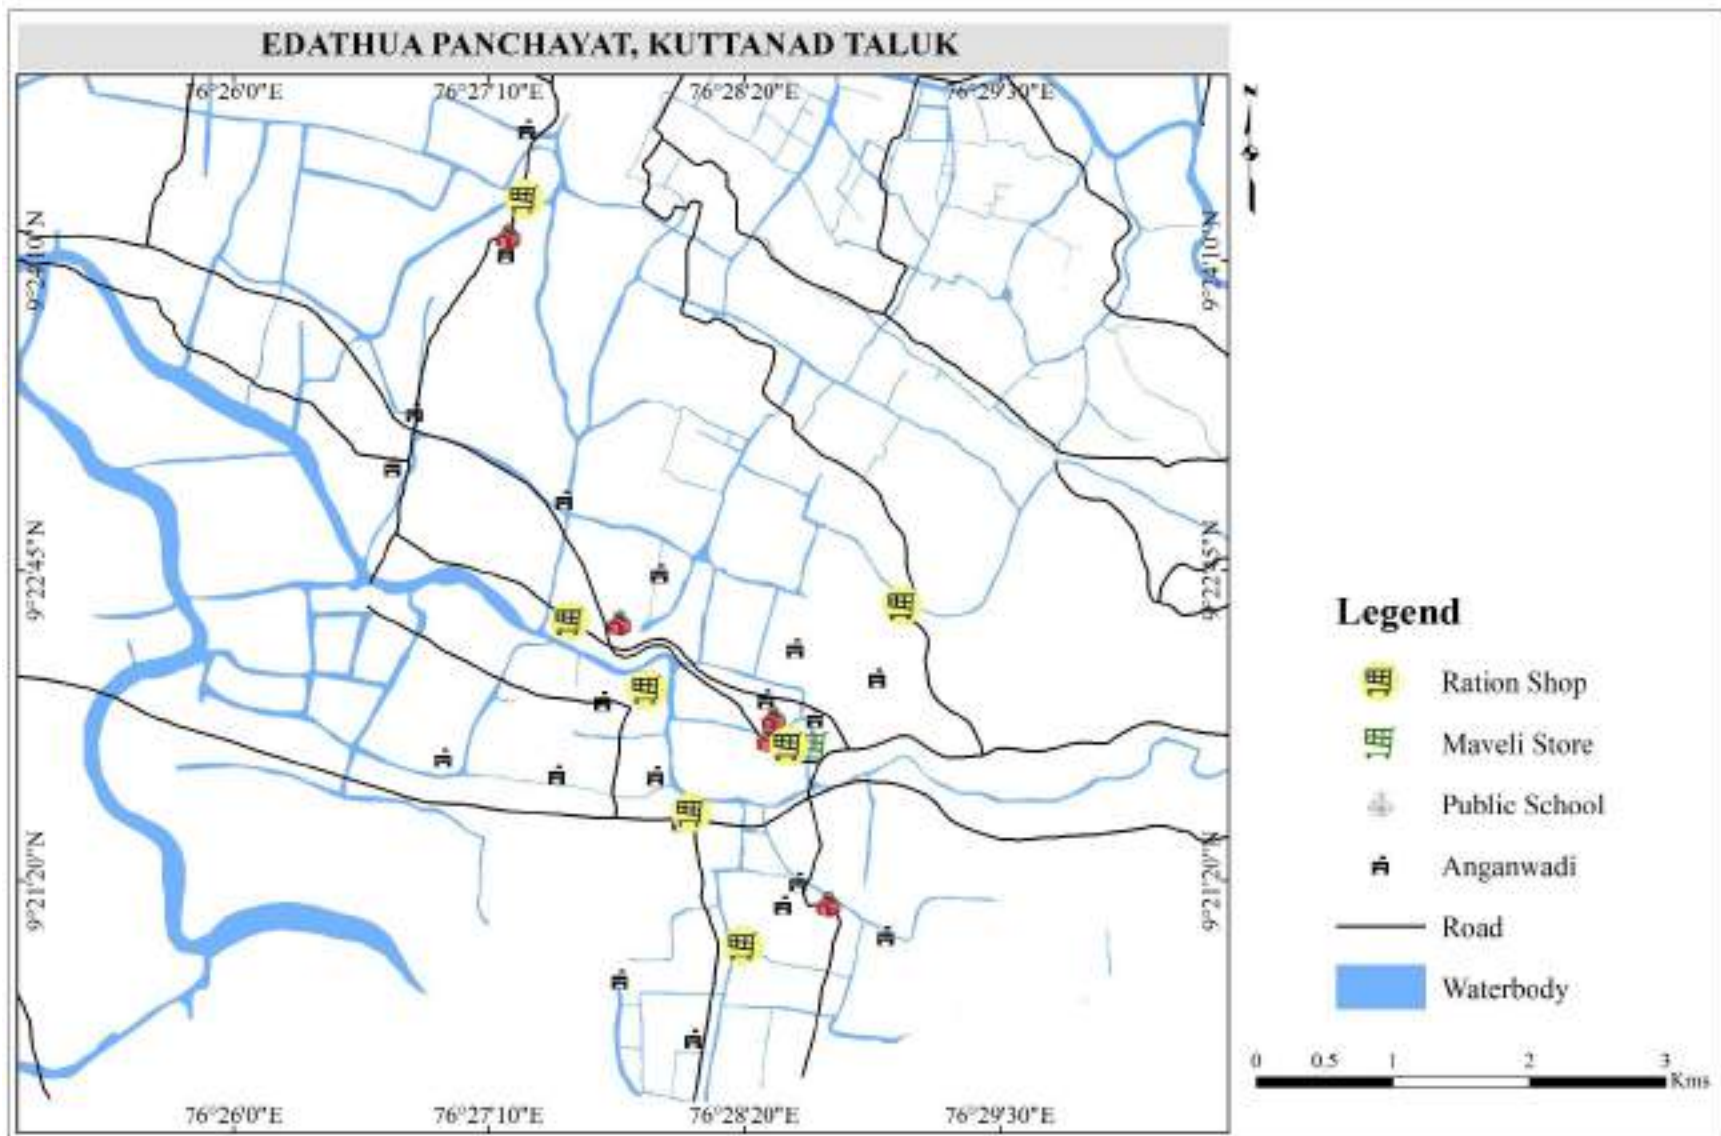 EDATHUA PANCHAYAT, KUTTANAD TALUK
76°26'0"E 76°27'10"E 76°28'20"E 76°29'30"E
z
9°24'10"N
9°24'10"N
9°22'45"N
9°22'45"N
9°21'20"N
9°21'20"N
76°26'0"E 76°27'10"E 76°28'20"E 76°29'30"E
Legend
Ration Shop
Maveli Store
Public School
Anganwadi
Road
Waterbody
0 0.5 1 2 3
Kms